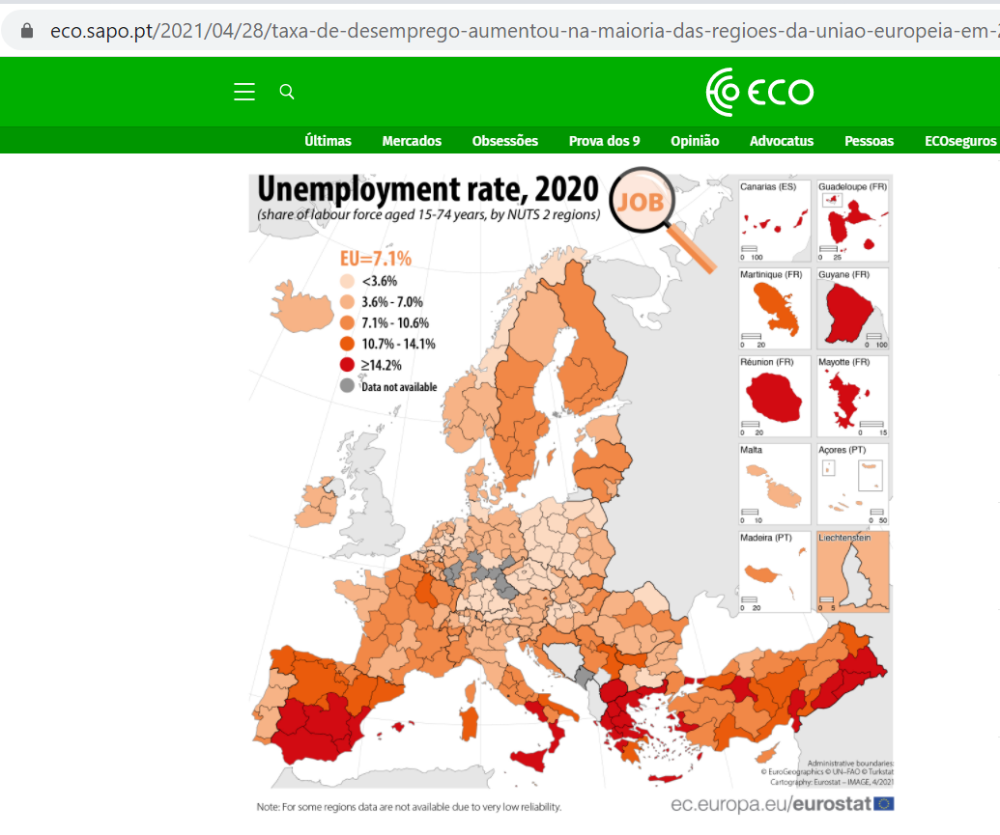 eco.sapo.pt/2021/04/28/taxa-de-desemprego-aumentou-na-maioria-das-regioes-da-uniao-europeia-em-2
ECO
Últimas Mercados Obsessões Prova dos 9 Opinião Advocatus Pessoas ECOseguros
Unemployment rate, 2020
(share of labour force aged 15-74 years, by NUTS 2 regions)
JOB
EU=7.1%
<3.6%
3.6% - 7.0%
7.1% - 10.6%
10.7% - 14.1%
≥14.2%
Data not available
Canarias (ES)
0 100
Guadeloupe (FR)
0 25
Martinique (FR)
0 20
Guyane (FR)
0 100
Réunion (FR)
0 20
Mayotte (FR)
0 15
Malta
0 10
Açores (PT)
0 50
Madeira (PT)
0 20
Liechtenstein
0 5
Administrative boundaries:
© EuroGeographics © UN–FAO © Turkstat
Cartography: Eurostat – IMAGE, 4/2021
Note: For some regions data are not available due to very low reliability.
ec.europa.eu/eurostat